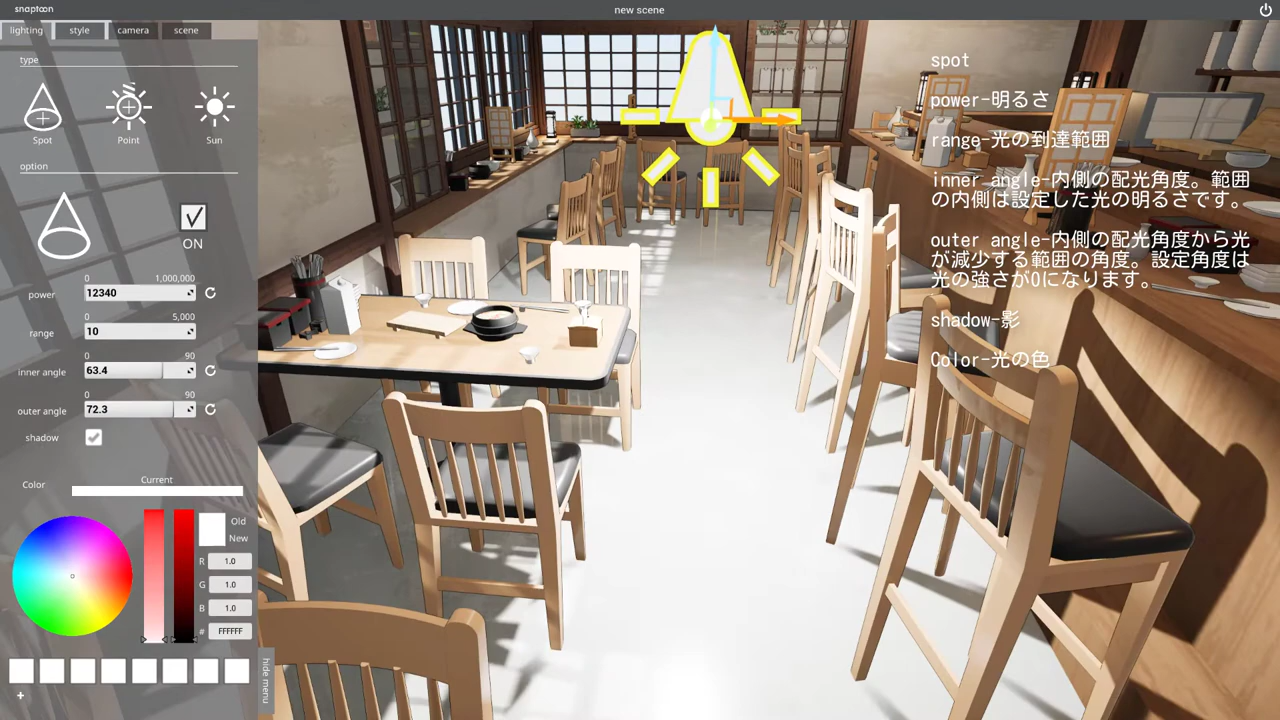 snaptoon
new scene
lighting
style
camera
scene
type
Spot
Point
Sun
option
ON
0 1,000,000
power 12340
0 5,000
range 10
0 90
inner angle 63.4
0 90
outer angle 72.3
shadow
Color
Current
Old
New
R 1.0
G 1.0
B 1.0
# FFFFFF
+
hide menu
spot
power-明るさ
range-光の到達範囲
inner angle-内側の配光角度。範囲
の内側は設定した光の明るさです。
outer angle-内側の配光角度から光
が減少する範囲の角度。設定角度は
光の強さが0になります。
shadow-影
Color-光の色